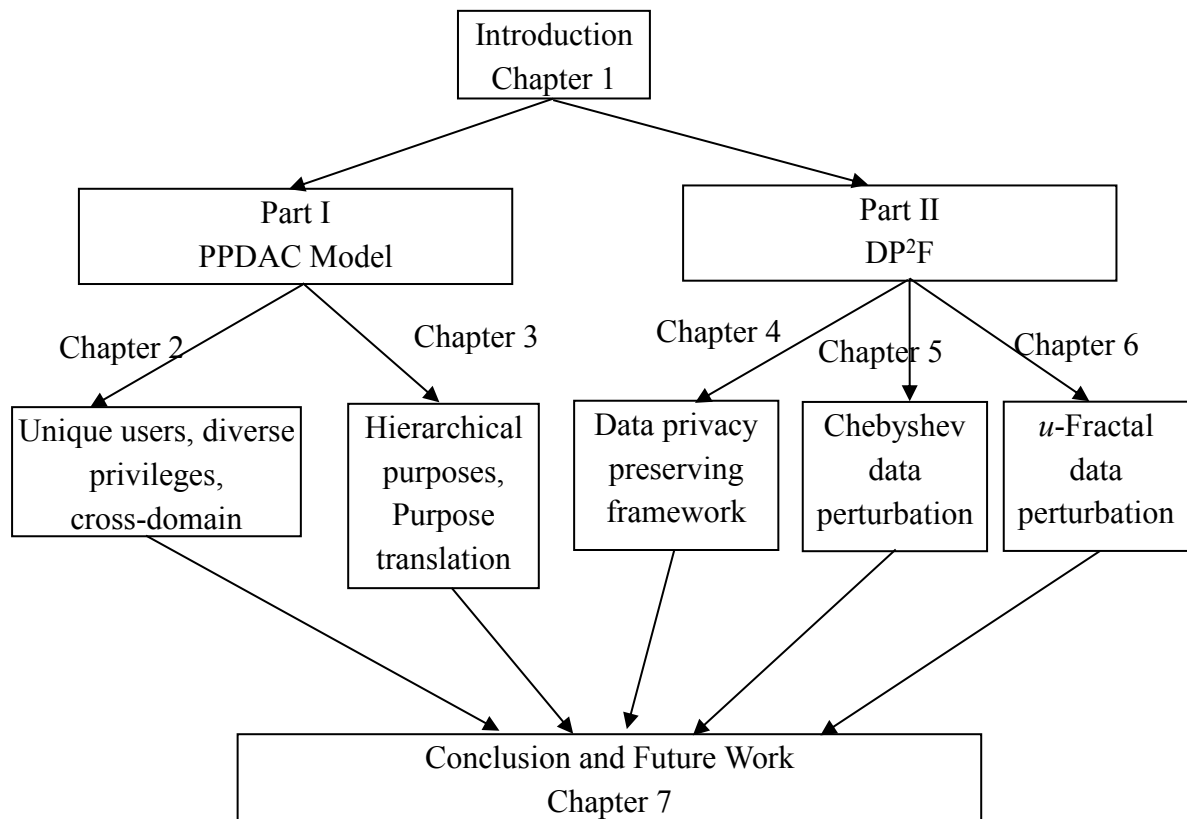 Introduction
Chapter 1
Part I
PPDAC Model
Part II
DP²F
Chapter 2
Chapter 3
Chapter 4
Chapter 5
Chapter 6
Unique users, diverse
privileges,
cross-domain
Hierarchical
purposes,
Purpose
translation
Data privacy
preserving
framework
Chebyshev
data
perturbation
u-Fractal
data
perturbation
Conclusion and Future Work
Chapter 7